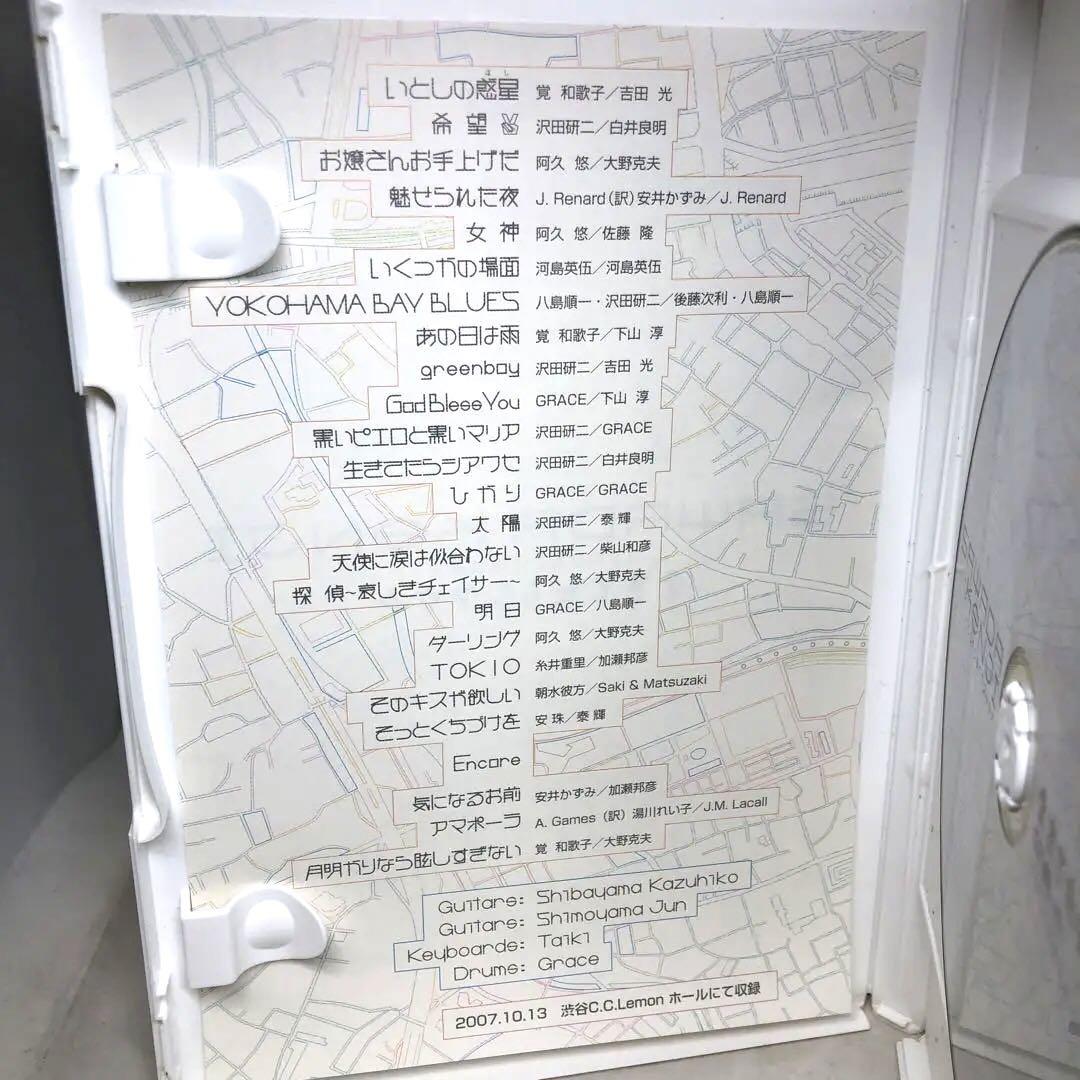 いとしの惑星 覚 和歌子／吉田 光
ほし
希望 沢田研二／白井良明
お嬢さんお手上げだ 阿久 悠／大野克夫
魅せられた夜 J. Renard（訳）安井かずみ／J. Renard
女神 阿久 悠／佐藤 隆
いくつかの場面 河島英伍／河島英伍
YOKOHAMA BAY BLUES 八島順一・沢田研二／後藤次利・八島順一
あの日は雨 覚 和歌子／下山 淳
greenboy 沢田研二／吉田 光
God Bless You GRACE／下山 淳
黒いピエロと黒いマリア 沢田研二／GRACE
生きてたらシアワセ 沢田研二／白井良明
ひかり GRACE／GRACE
太陽 沢田研二／泰輝
天使に涙は似合わない 沢田研二／柴山和彦
探偵~哀しきチェイサー~ 阿久 悠／大野克夫
明日 GRACE／八島順一
ダーリング 阿久 悠／大野克夫
TOKIO 糸井重里／加瀬邦彦
そのキスが欲しい 朝水彼方／Saki & Matsuzaki
そっとくちづけを 安 珠／泰輝
Encore
気になるお前 安井かずみ／加瀬邦彦
アマポーラ A. Games（訳）湯川れい子／J.M. Lacall
月明かりなら眩しすぎない 覚 和歌子／大野克夫
Guitars: Shibayama Kazuhiko
Guitars: Shimoyama Jun
Keyboards: Taiki
Drums: Grace
2007.10.13 渋谷C.C.Lemon ホールにて収録